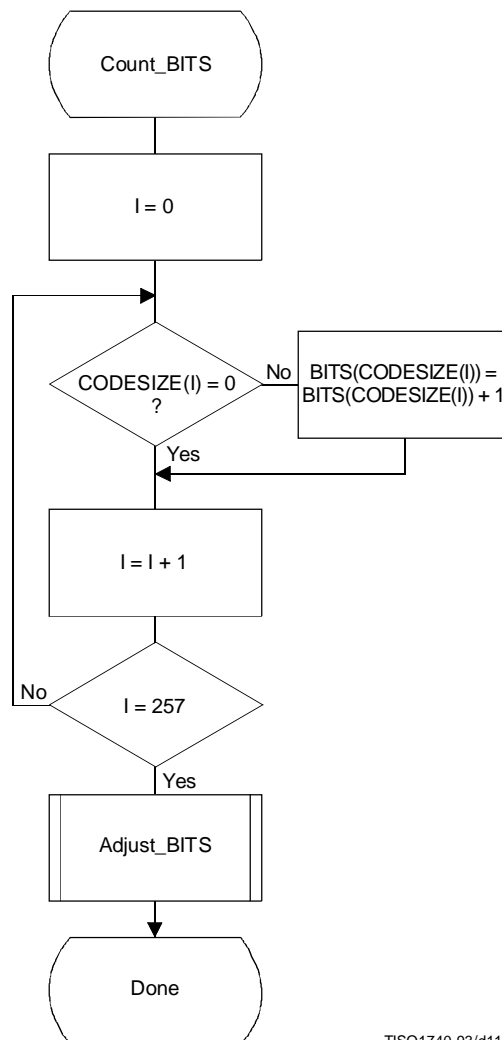 Count_BITS
I = 0
CODESIZE(I) = 0
?
No
BITS(CODESIZE(I)) =
BITS(CODESIZE(I)) + 1
Yes
I = I + 1
No
I = 257
Yes
Adjust_BITS
Done